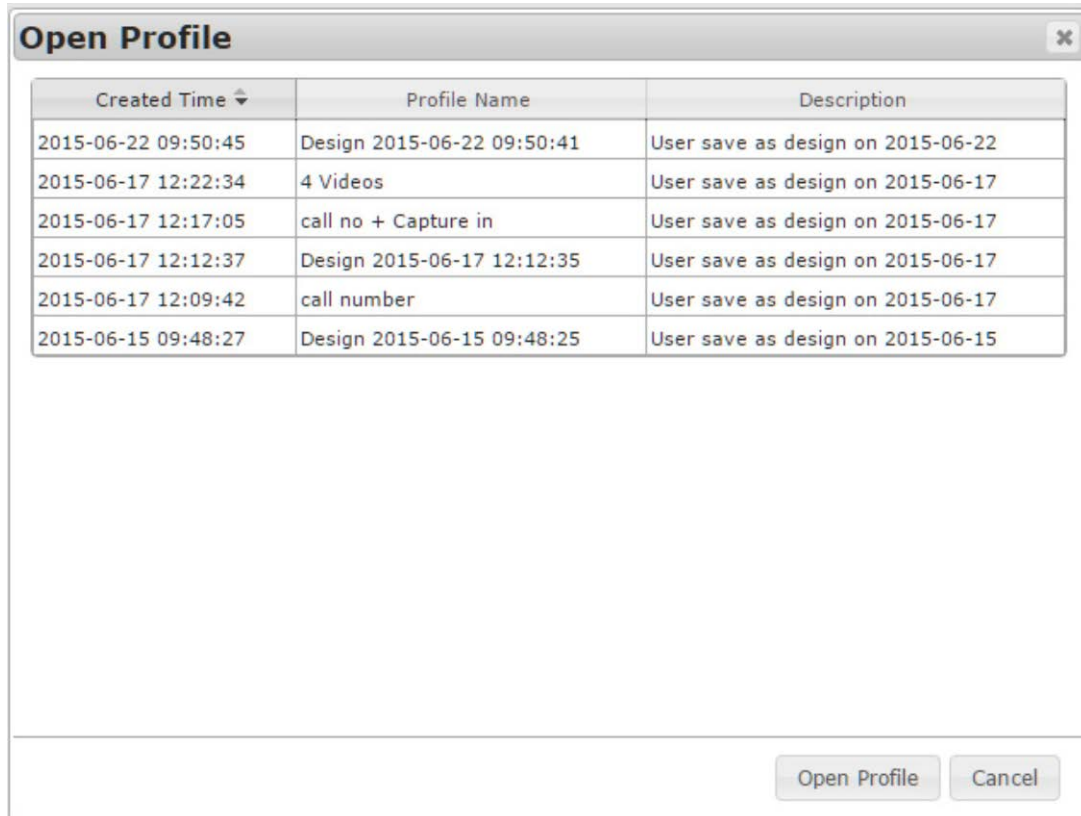 Open Profile
Created Time Profile Name Description
2015-06-22 09:50:45 Design 2015-06-22 09:50:41 User save as design on 2015-06-22
2015-06-17 12:22:34 4 Videos User save as design on 2015-06-17
2015-06-17 12:17:05 call no + Capture in User save as design on 2015-06-17
2015-06-17 12:12:37 Design 2015-06-17 12:12:35 User save as design on 2015-06-17
2015-06-17 12:09:42 call number User save as design on 2015-06-17
2015-06-15 09:48:27 Design 2015-06-15 09:48:25 User save as design on 2015-06-15
Open Profile Cancel